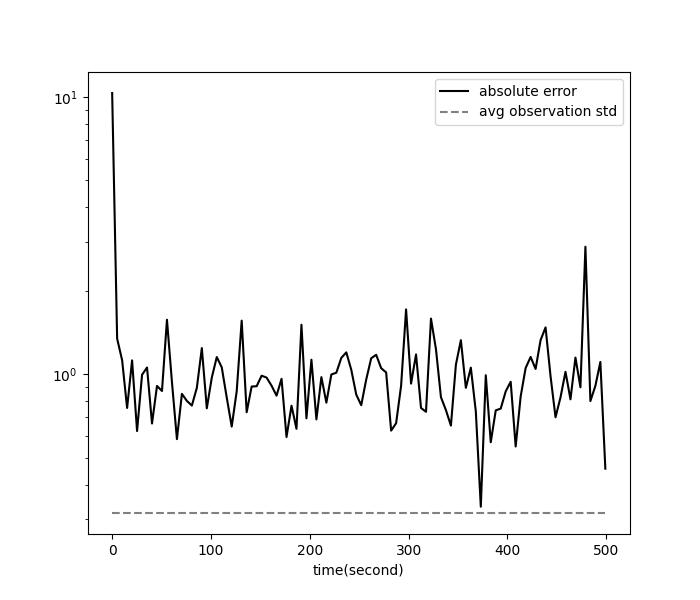 absolute error
avg observation std
10¹
10⁰
0 100 200 300 400 500
time(second)